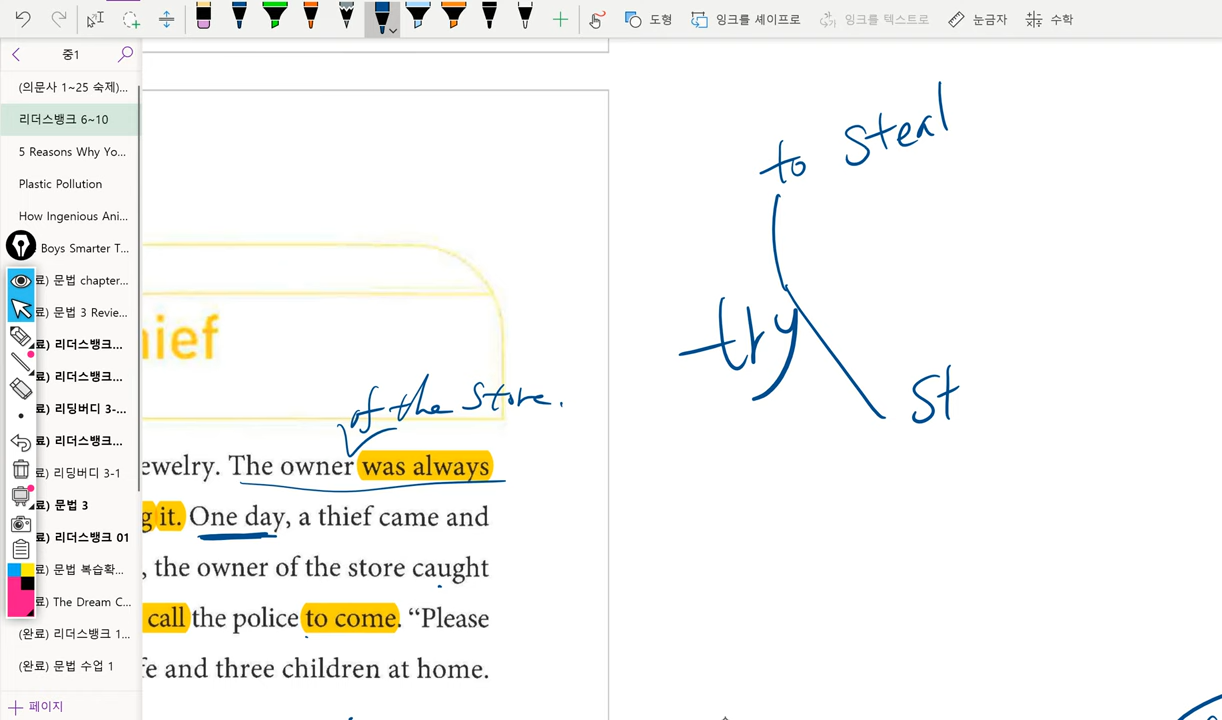 도형
잉크를 셰이프로
잉크를 텍스트로
눈금자
수학
중1
(의문사 1~25 숙제)...
리더스뱅크 6~10
5 Reasons Why Yo...
Plastic Pollution
How Ingenious Ani...
Boys Smarter T...
료) 문법 chapter...
료) 문법 3 Revie...
료) 리더스뱅크...
료) 리더스뱅크...
료) 리딩버디 3-...
료) 리더스뱅크...
료) 리딩버디 3-1
료) 문법 3
료) 리더스뱅크 01
료) 문법 복습확...
료) The Dream C...
(완료) 리더스뱅크 1...
(완료) 문법 수업 1
페이지
hief
of the store.
ewelry. The owner was always
g it. One day, a thief came and
, the owner of the store caught
call the police to come. “Please
fe and three children at home.
to steal
try
st